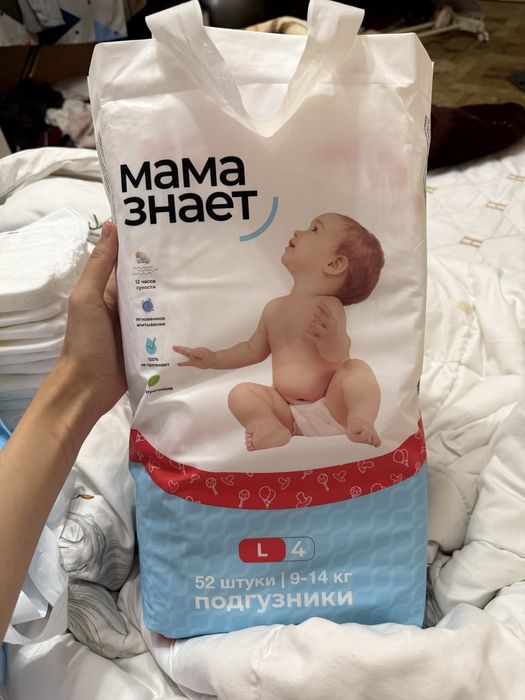 мама
знает
12 часов
сухости
Мгновенное
впитывание
100%
не протекает
L 4
52 штуки | 9-14 кг
подгузники